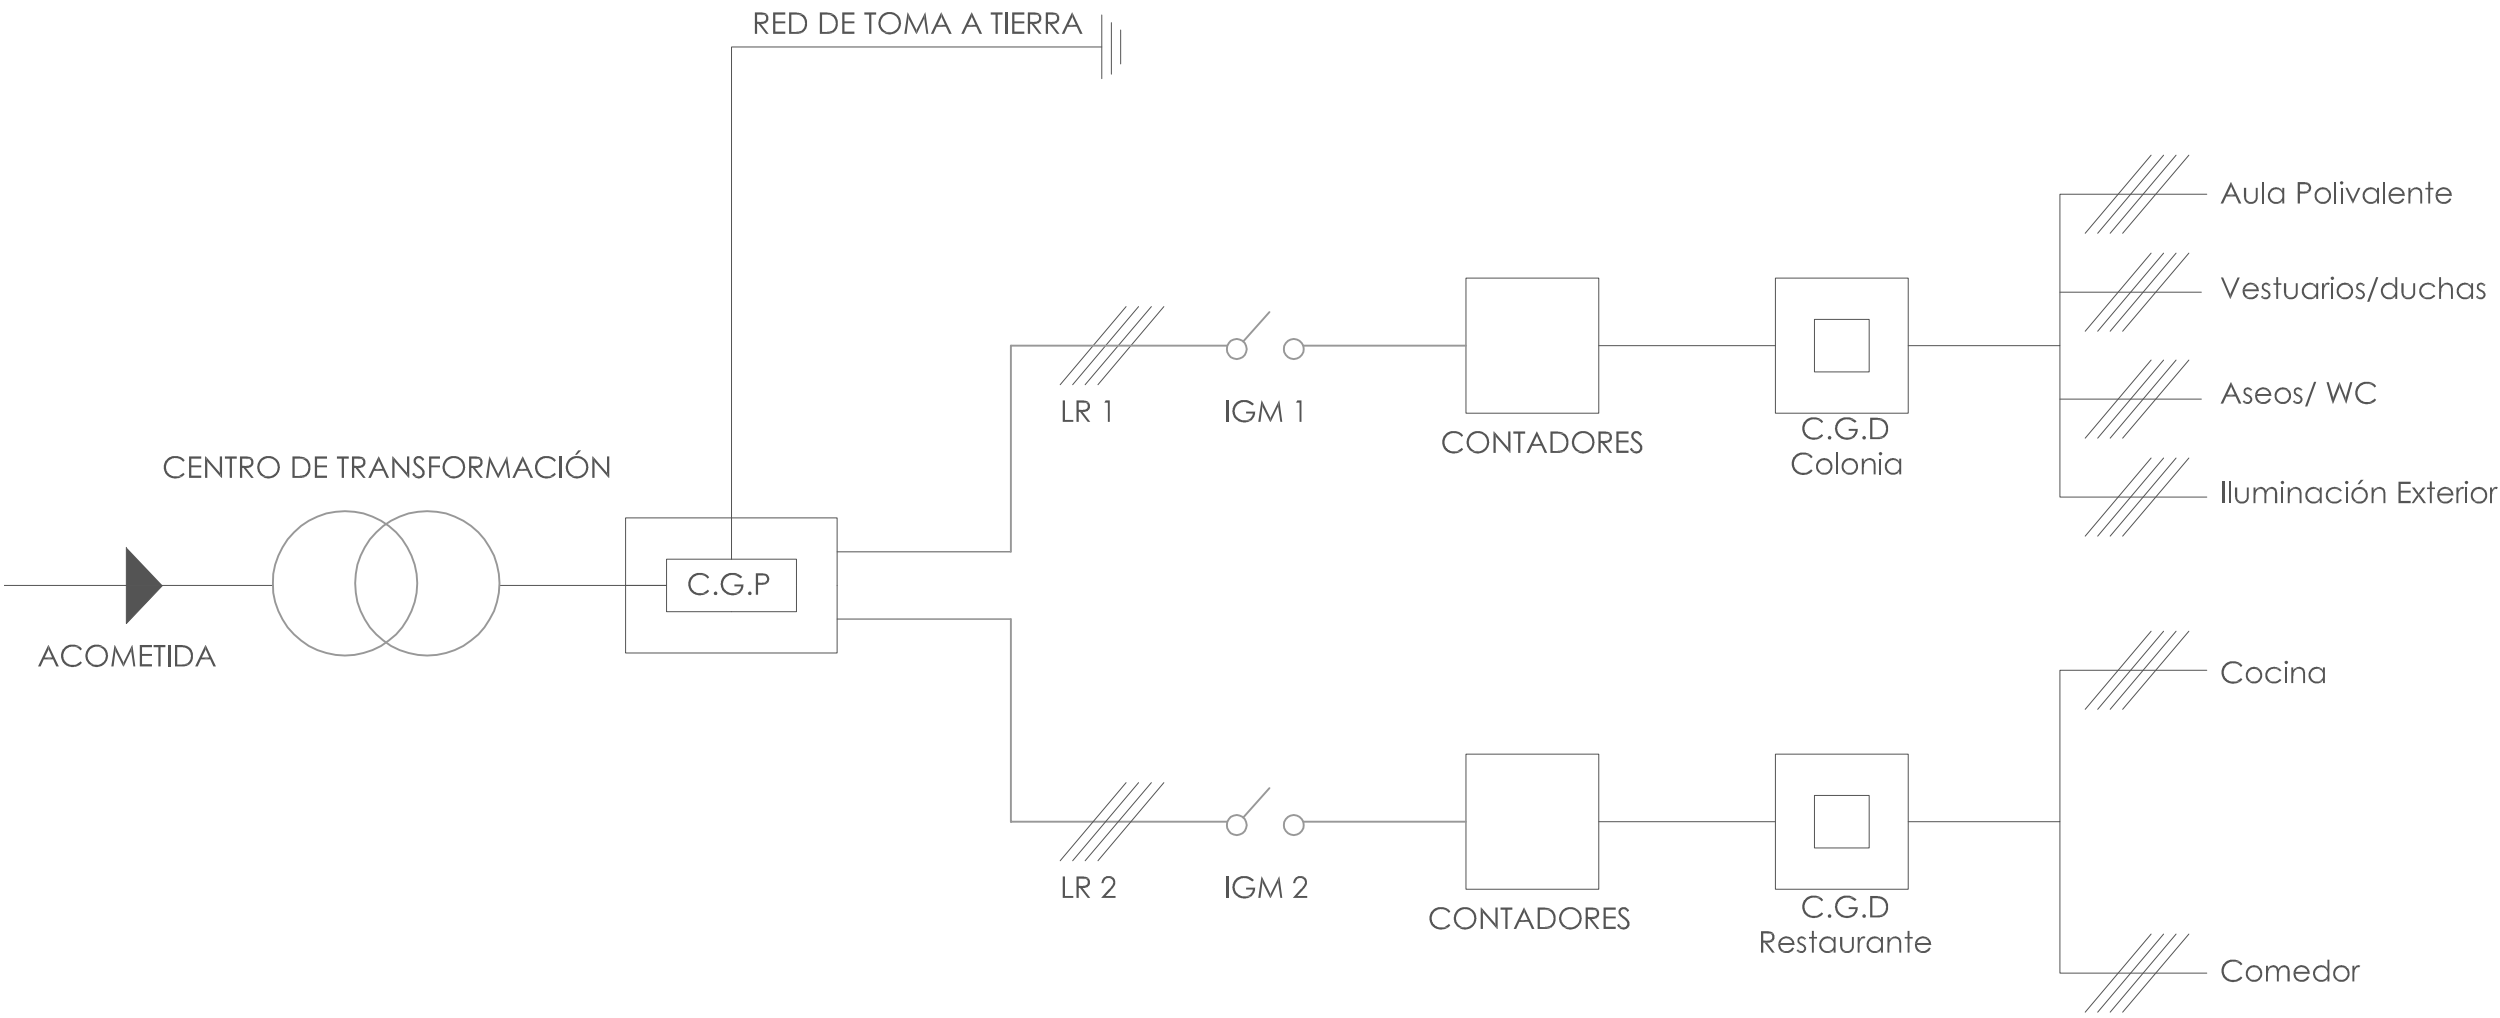 RED DE TOMA A TIERRA
Aula Polivalente
Vestuarios/duchas
Aseos/ WC
Iluminación Exterior
LR 1
IGM 1
CONTADORES
C.G.D
Colonia
CENTRO DE TRANSFORMACIÓN
C.G.P
ACOMETIDA
Cocina
LR 2
IGM 2
CONTADORES
C.G.D
Restaurante
Comedor